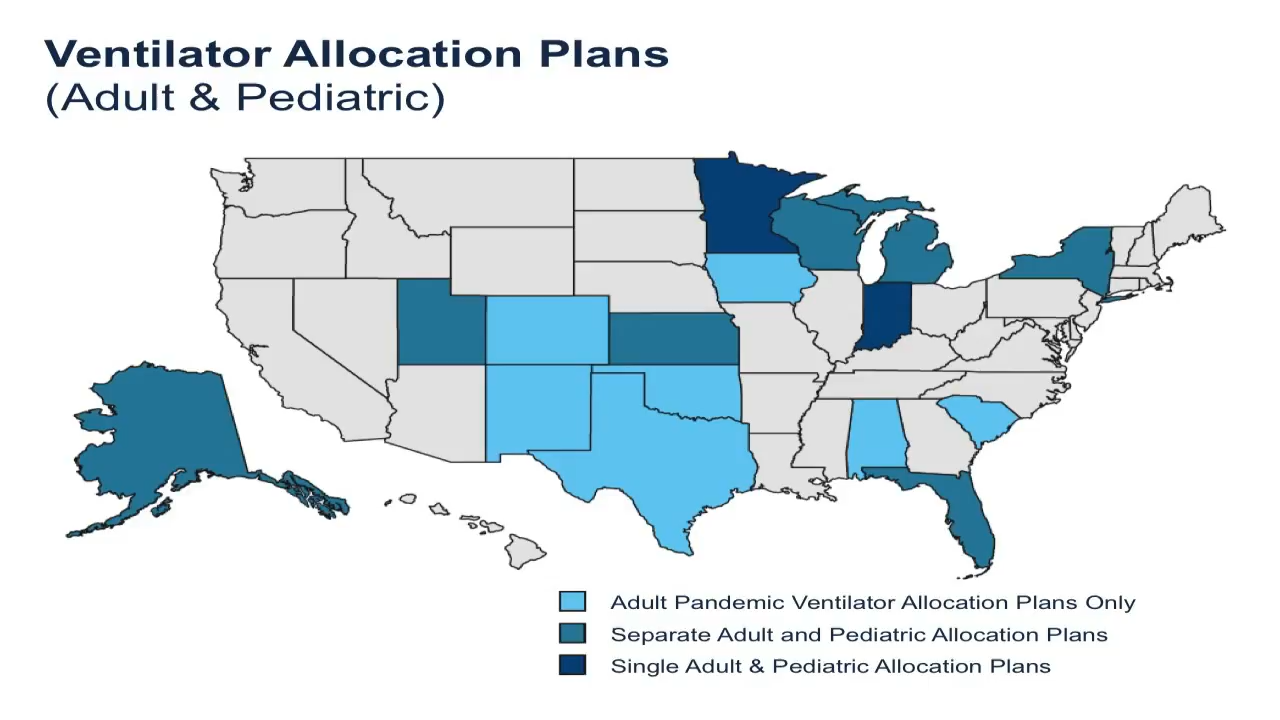 Ventilator Allocation Plans
(Adult & Pediatric)
Adult Pandemic Ventilator Allocation Plans Only
Separate Adult and Pediatric Allocation Plans
Single Adult & Pediatric Allocation Plans